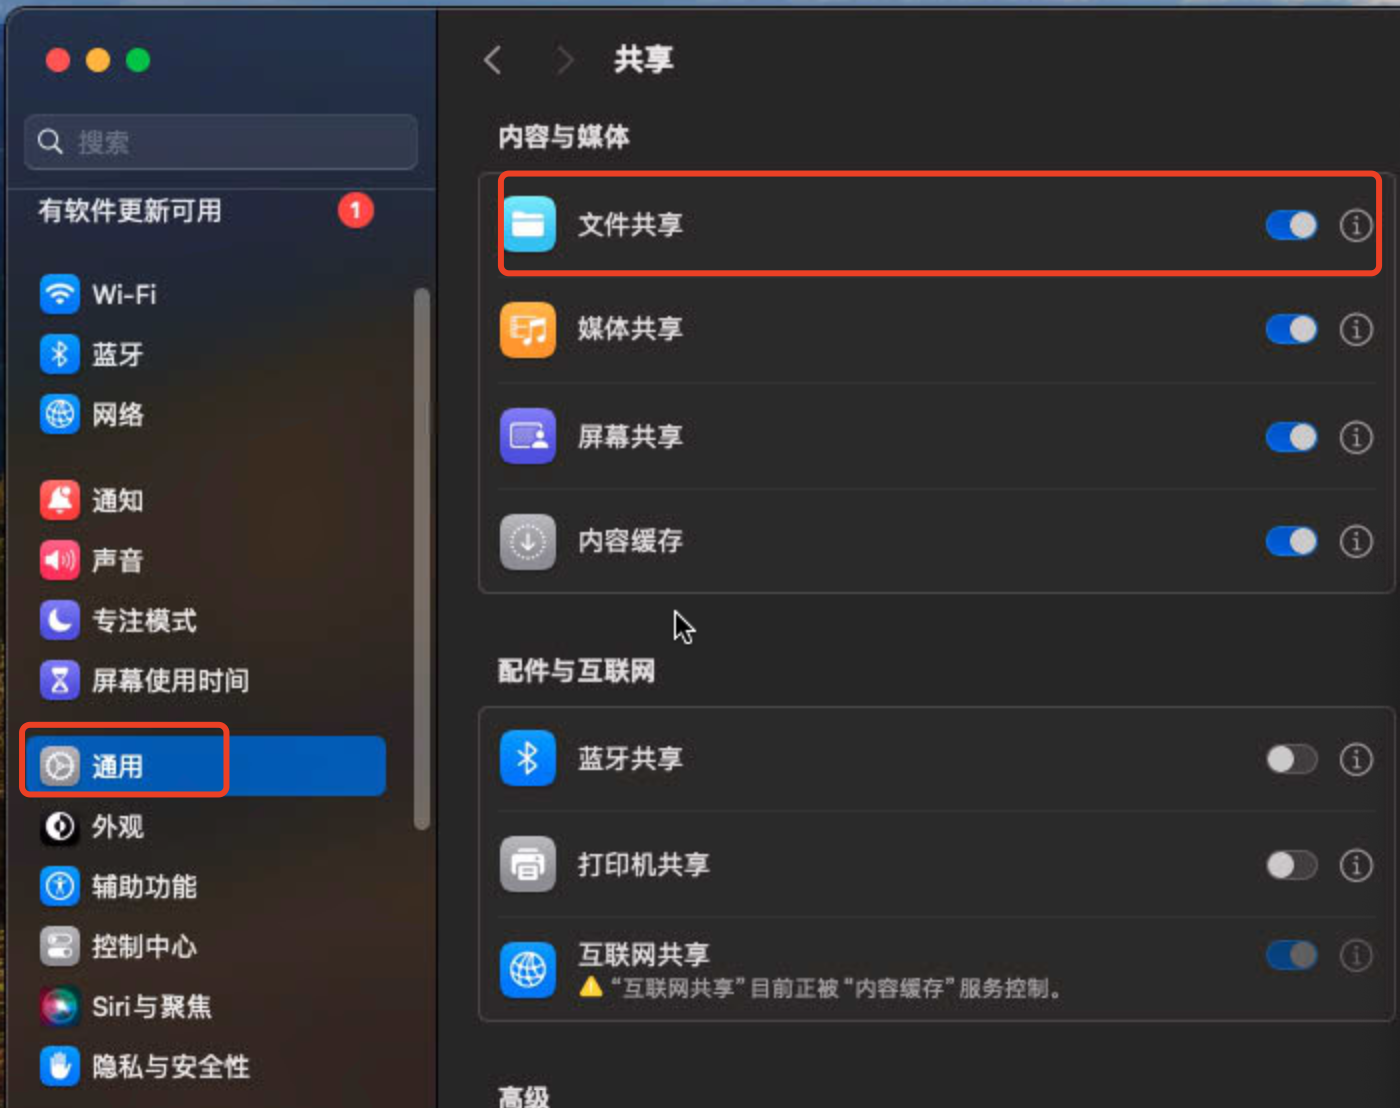 共享
搜索
有软件更新可用
1
Wi-Fi
蓝牙
网络
通知
声音
专注模式
屏幕使用时间
通用
外观
辅助功能
控制中心
Siri与聚焦
隐私与安全性
内容与媒体
文件共享
媒体共享
屏幕共享
内容缓存
配件与互联网
蓝牙共享
打印机共享
互联网共享
“互联网共享”目前正被“内容缓存”服务控制。
高级